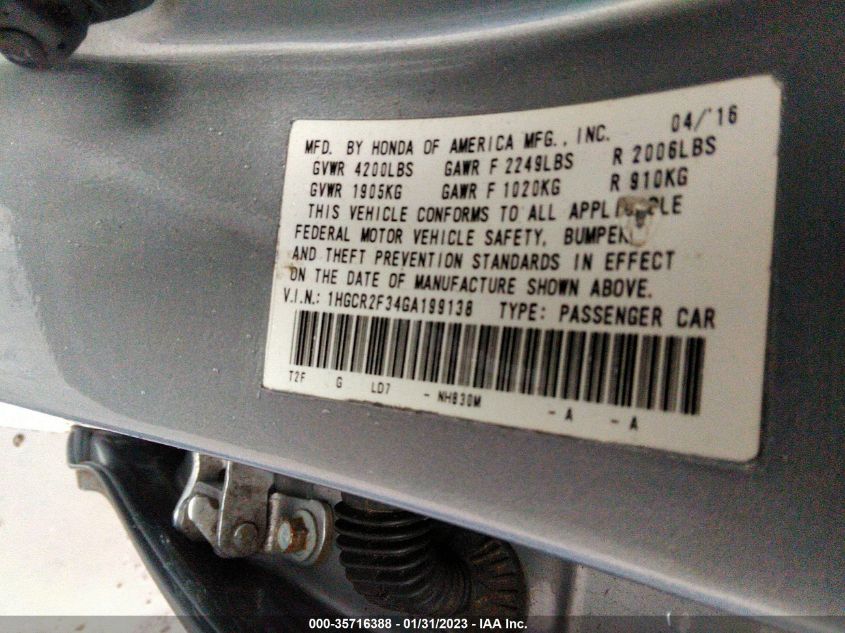 04/'16
MFD. BY HONDA OF AMERICA MFG., INC.
GVWR 4200LBS GAWR F 2249LBS R 2006LBS
GVWR 1905KG GAWR F 1020KG R 910KG
THIS VEHICLE CONFORMS TO ALL
FEDERAL MOTOR VEHICLE SAFETY,
AND THEFT PREVENTION STANDARDS IN EFFECT
ON THE DATE OF MANUFACTURE SHOWN ABOVE.
V.I.N.: 1HGCR2F34GA199138 TYPE: PASSENGER CAR
T2F G LD7 - NH830M - A - A
000-35716388 - 01/31/2023 - IAA Inc.